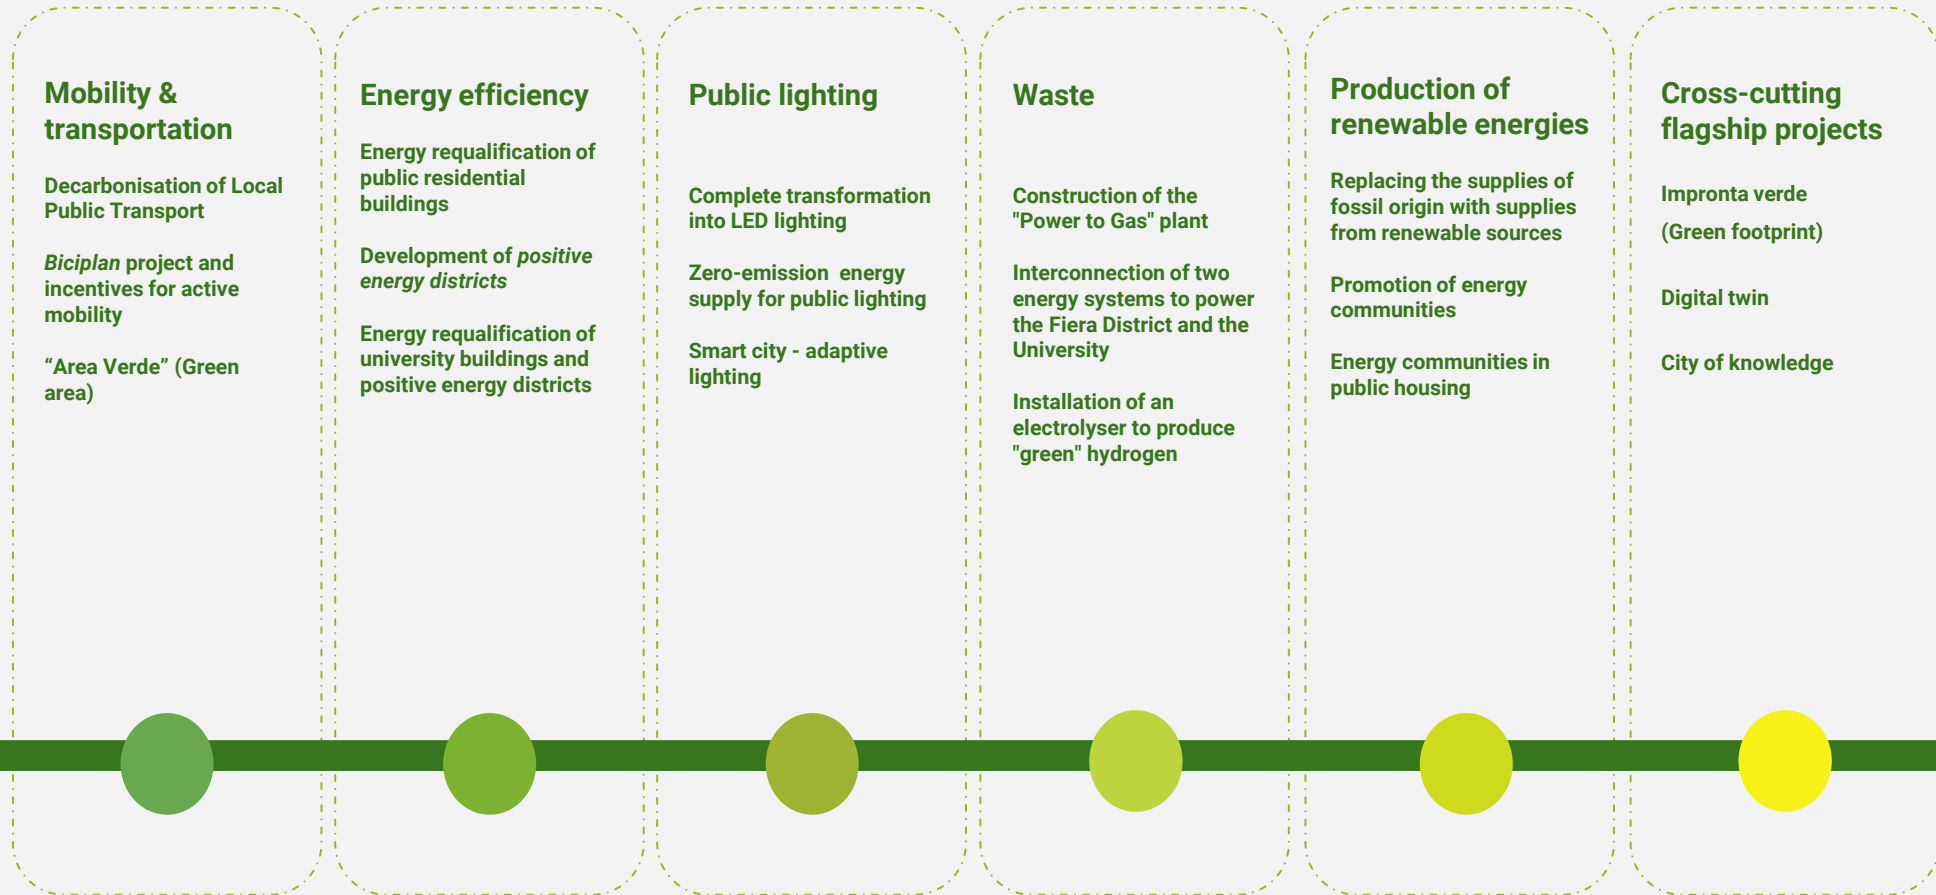 Mobility &
transportation
Decarbonisation of Local
Public Transport
Biciplan project and
incentives for active
mobility
“Area Verde” (Green
area)
Energy efficiency
Energy requalification of
public residential
buildings
Development of positive
energy districts
Energy requalification of
university buildings and
positive energy districts
Public lighting
Complete transformation
into LED lighting
Zero-emission  energy
supply for public lighting
Smart city - adaptive
lighting
Waste
Construction of the
"Power to Gas" plant
Interconnection of two
energy systems to power
the Fiera District and the
University
Installation of an
electrolyser to produce
"green" hydrogen
Production of
renewable energies
Replacing the supplies of
fossil origin with supplies
from renewable sources
Promotion of energy
communities
Energy communities in
public housing
Cross-cutting
flagship projects
Impronta verde
(Green footprint)
Digital twin
City of knowledge